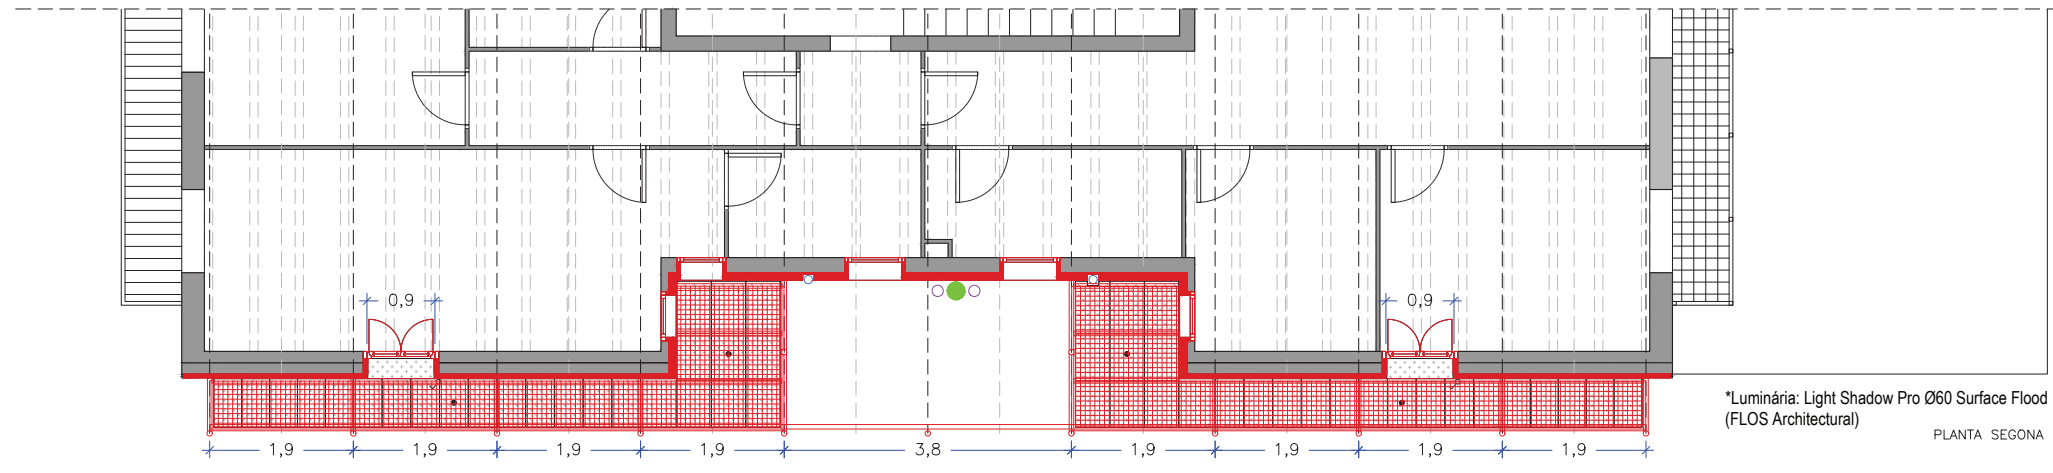 0,9
0,9
*Luminária: Light Shadow Pro Ø60 Surface Flood
(FLOS Architectural)
PLANTA SEGONA
1,9 1,9 1,9 1,9 3,8 1,9 1,9 1,9 1,9